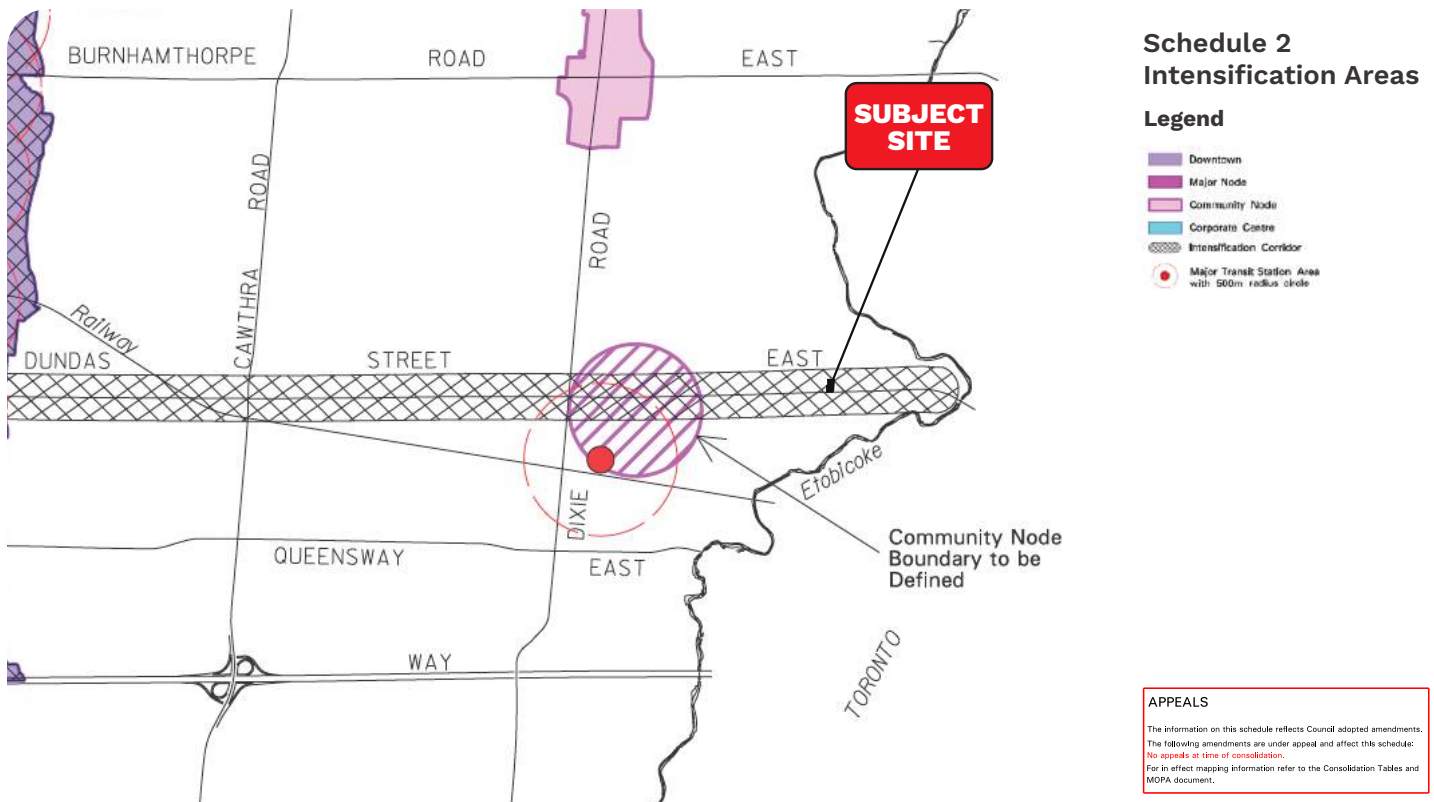 Schedule 2
Intensification Areas
Legend
Downtown
Major Node
Community Node
Corporate Centre
Intensification Corridor
Major Transit Station Area
with 500m radius circle
BURNHAMTHORPE ROAD EAST
SUBJECT
SITE
CAWTHRA ROAD
DIXIE ROAD
Railway
DUNDAS STREET EAST
Etobicoke
Community Node
Boundary to be
Defined
QUEENSWAY EAST
WAY
TORONTO
APPEALS
The information on this schedule reflects Council adopted amendments.
The following amendments are under appeal and affect this schedule:
No appeals at time of consolidation.
For in effect mapping information refer to the Consolidation Tables and
MOPA document.